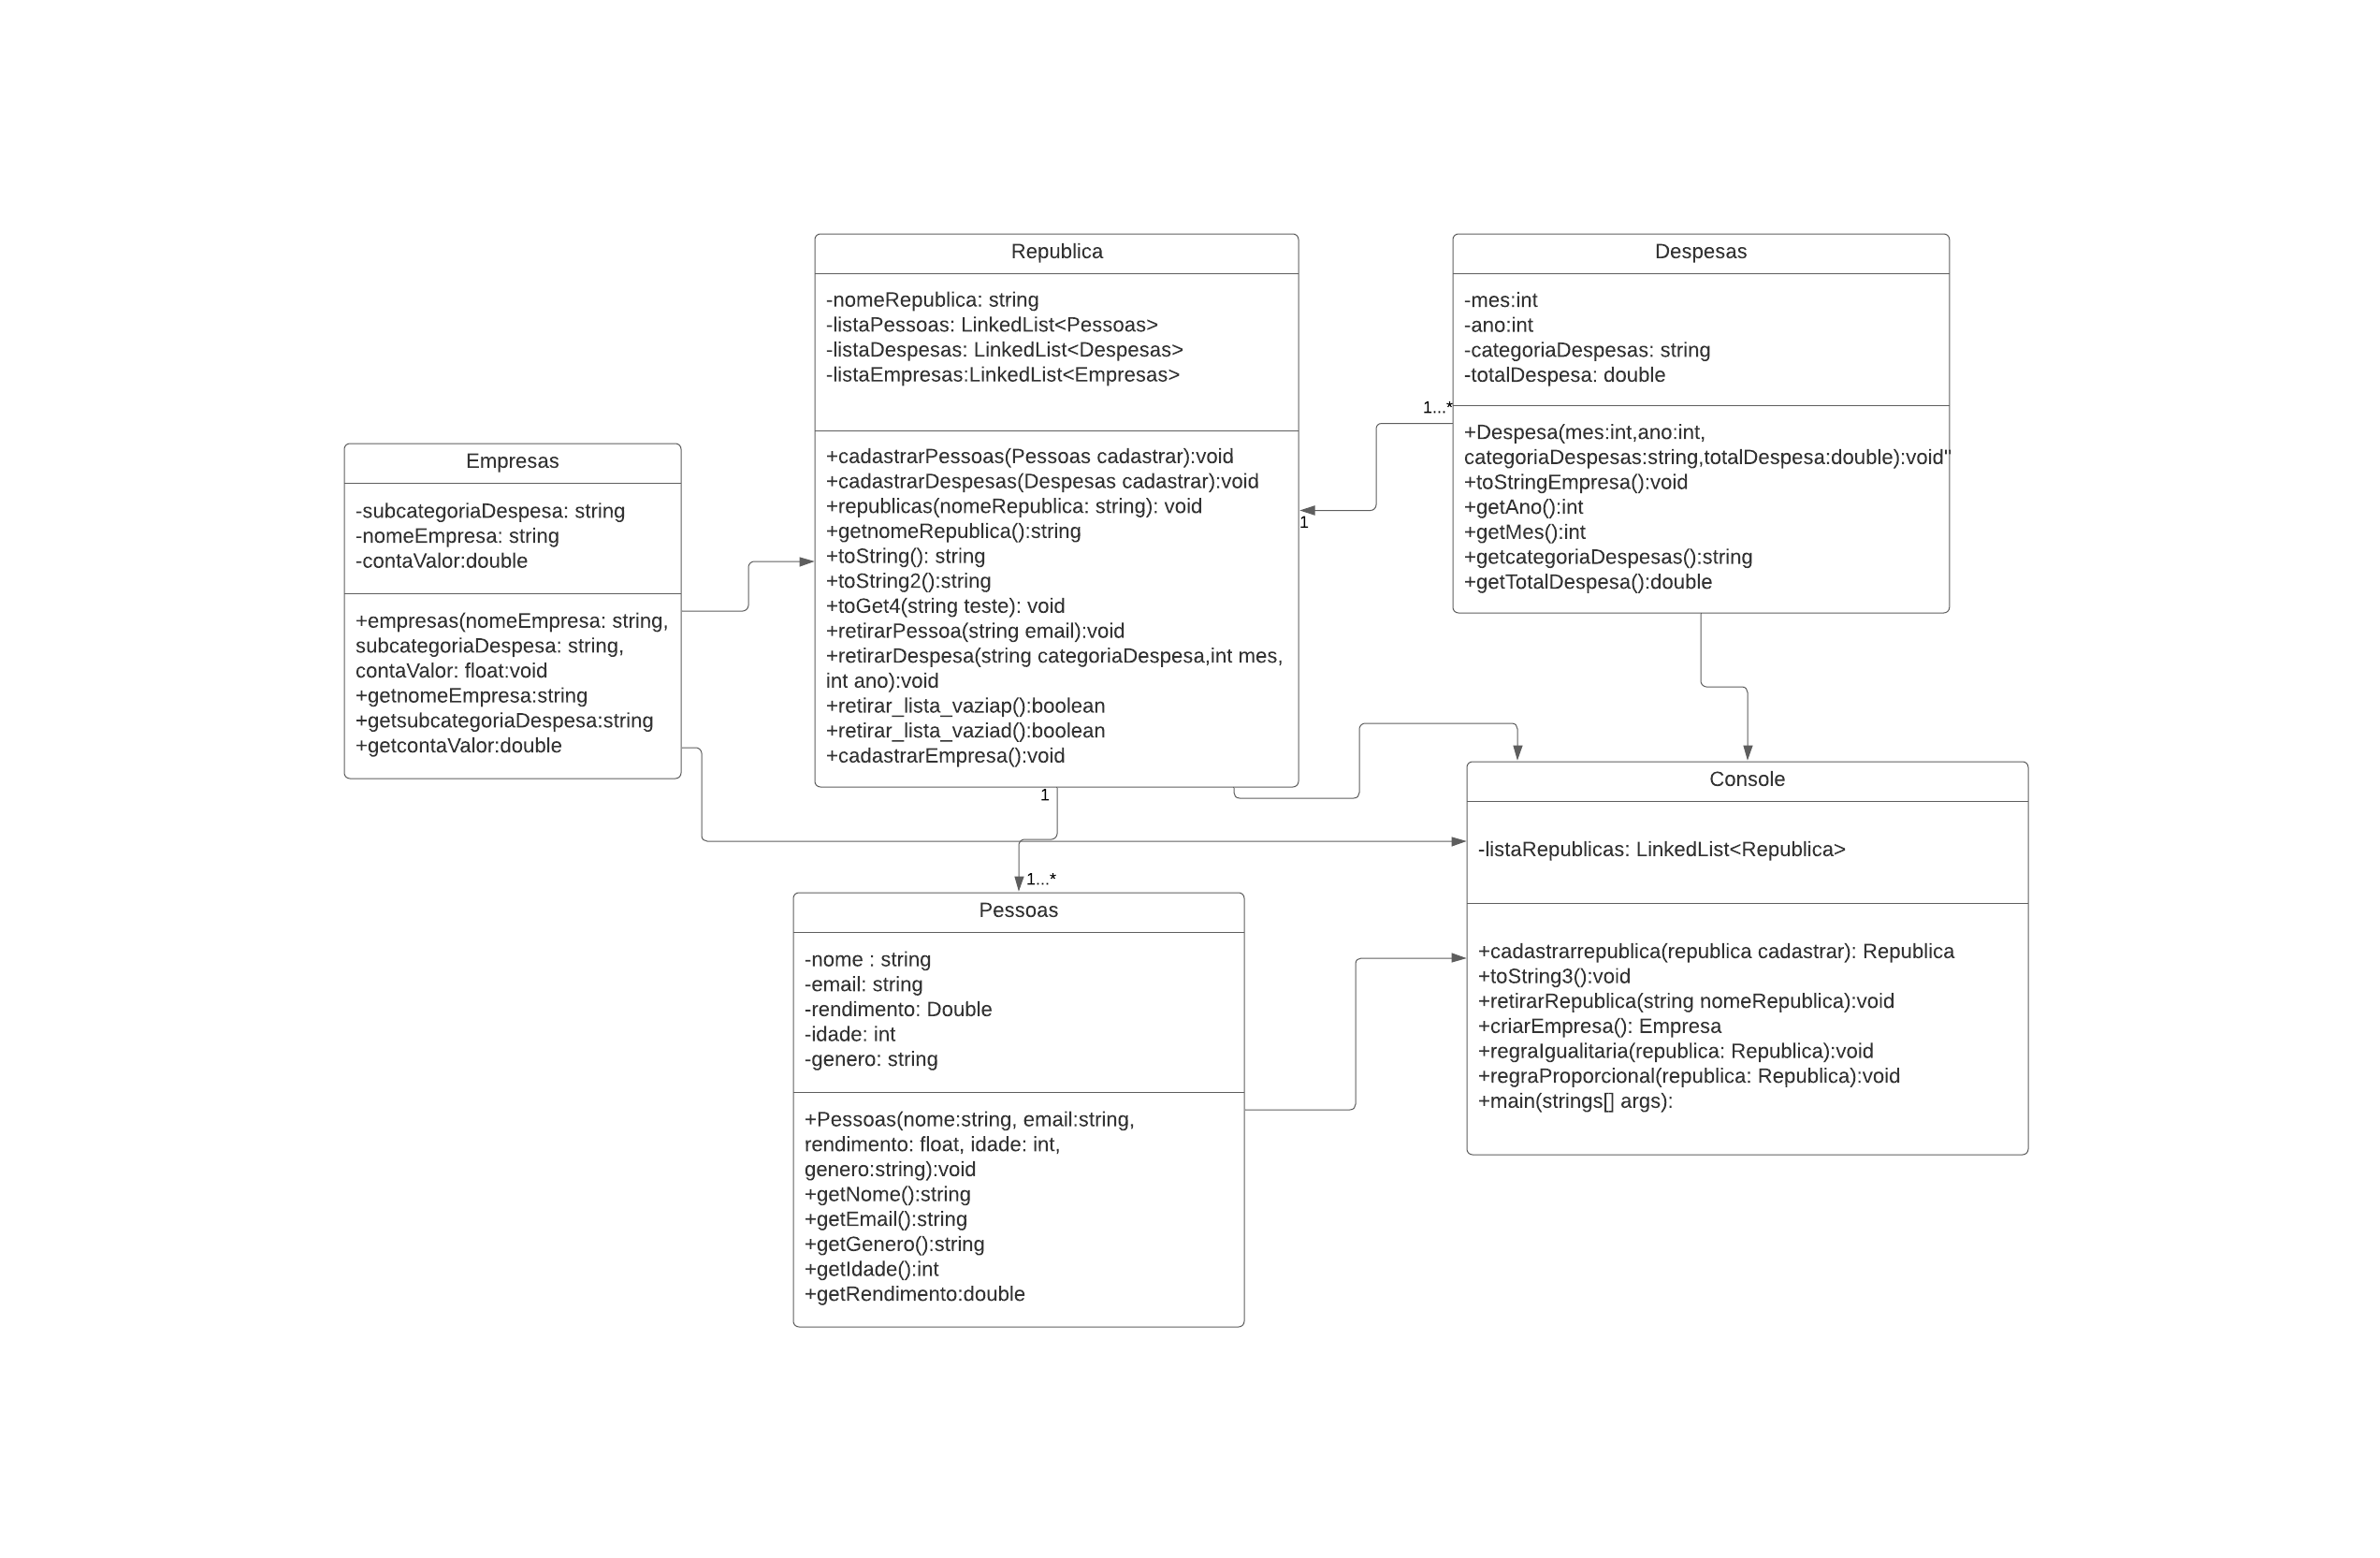 Republica
-nomeRepublica: string
-listaPessoas: LinkedList<Pessoas>
-listaDespesas: LinkedList<Despesas>
-listaEmpresas:LinkedList<Empresas>
+cadastrarPessoas(Pessoas cadastrar):void
+cadastrarDespesas(Despesas cadastrar):void
+republicas(nomeRepublica: string): void
+getnomeRepublica():string
+toString(): string
+toString2():string
+toGet4(string teste): void
+retirarPessoa(string email):void
+retirarDespesa(string categoriaDespesa,int mes,
int ano):void
+retirar_lista_vaziap():boolean
+retirar_lista_vaziad():boolean
+cadastrarEmpresa():void
Despesas
-mes:int
-ano:int
-categoriaDespesas: string
-totalDespesa: double
+Despesa(mes:int,ano:int,
categoriaDespesas:string,totalDespesa:double):void"
+toStringEmpresa():void
+getAno():int
+getMes():int
+getcategoriaDespesas():string
+getTotalDespesa():double
1...*
1
Empresas
-subcategoriaDespesa: string
-nomeEmpresa: string
-contaValor:double
+empresas(nomeEmpresa: string,
subcategoriaDespesa: string,
contaValor: float:void
+getnomeEmpresa:string
+getsubcategoriaDespesa:string
+getcontaValor:double
1
1...*
Console
-listaRepublicas: LinkedList<Republica>
+cadastrarrepublica(republica cadastrar): Republica
+toString3():void
+retirarRepublica(string nomeRepublica):void
+criarEmpresa(): Empresa
+regraIgualitaria(republica: Republica):void
+regraProporcional(republica: Republica):void
+main(strings[] args):
Pessoas
-nome : string
-email: string
-rendimento: Double
-idade: int
-genero: string
+Pessoas(nome:string, email:string,
rendimento: float, idade: int,
genero:string):void
+getNome():string
+getEmail():string
+getGenero():string
+getIdade():int
+getRendimento:double